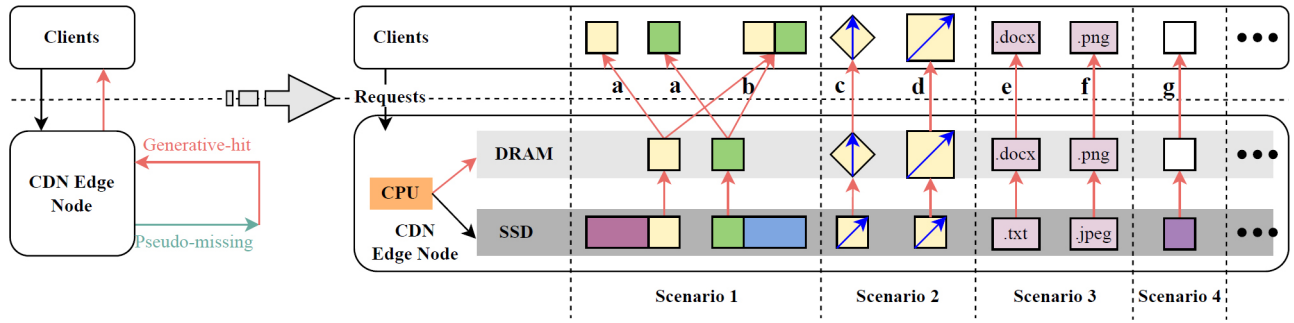 Clients
CDN Edge
Node
Generative-hit
Pseudo-missing
Clients
Requests
a
a
b
c
d
.docx
e
.png
f
g
DRAM
.docx
.png
CPU
CDN
Edge Node
SSD
.txt
.jpeg
Scenario 1
Scenario 2
Scenario 3
Scenario 4